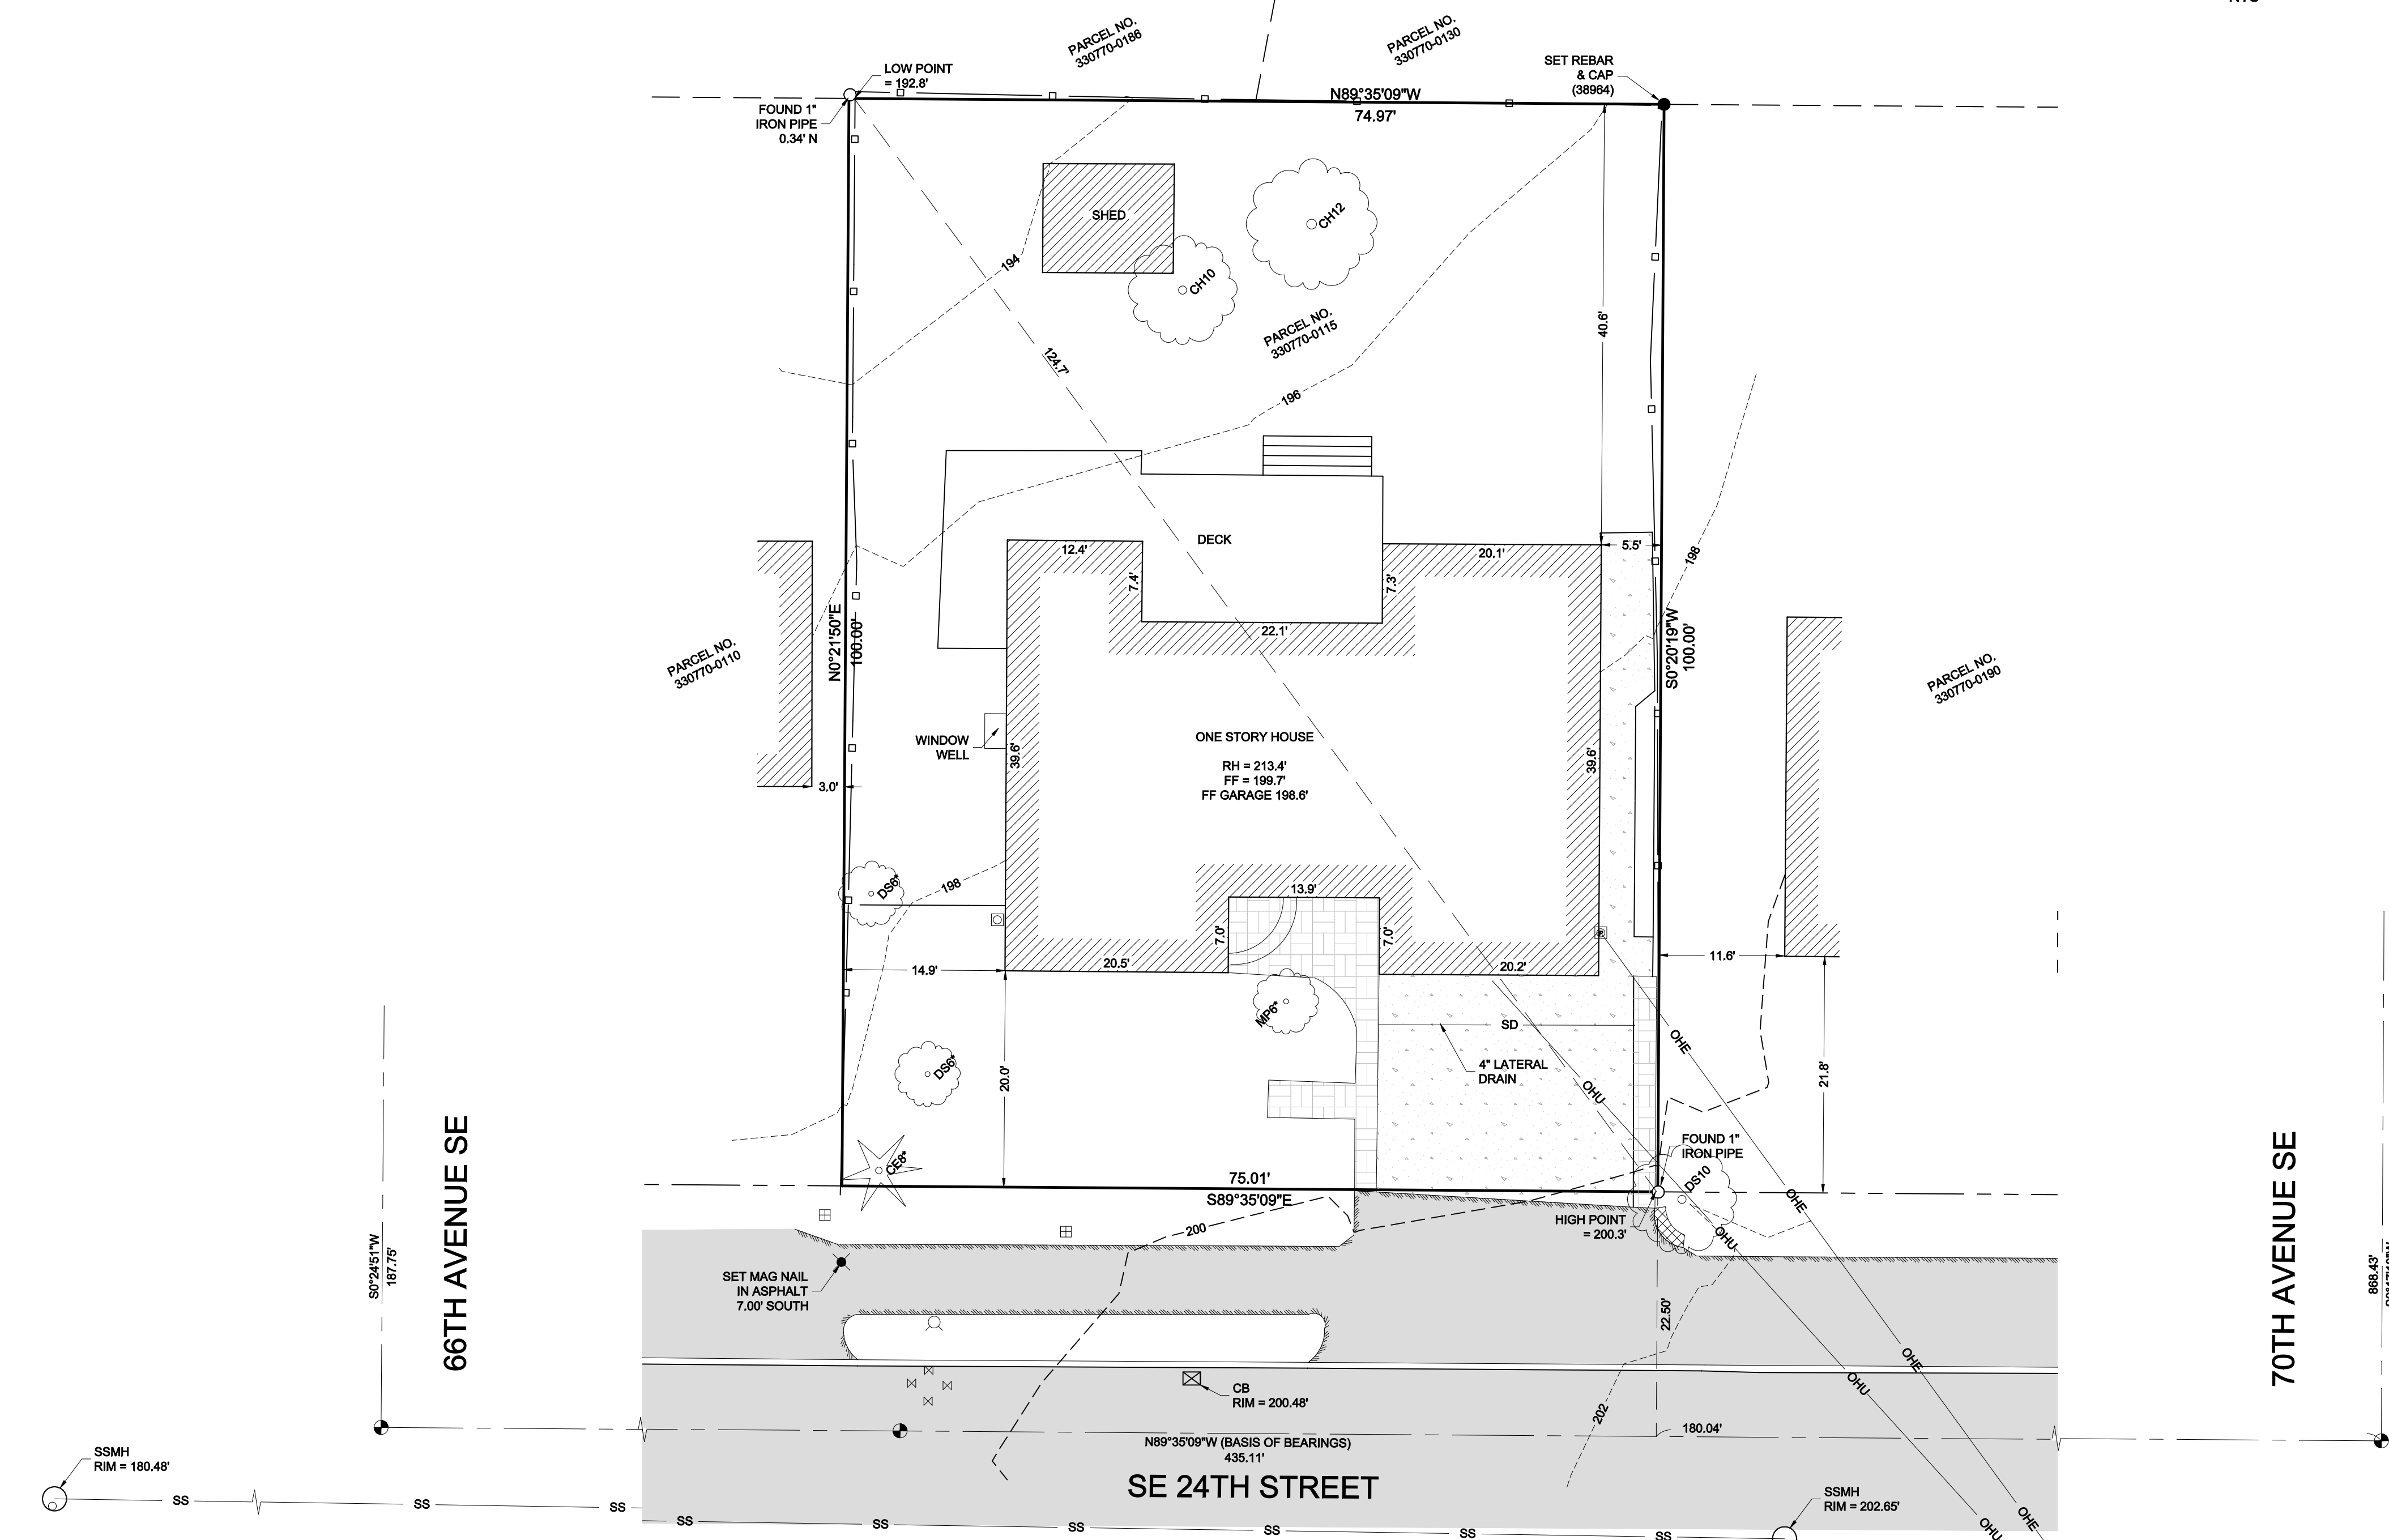 PARCEL NO.
330770-0186
PARCEL NO.
330770-0130
LOW POINT
= 192.8'
FOUND 1"
IRON PIPE
0.34' N
SET REBAR
& CAP
(38964)
N89°35'09"W
74.97'
SHED
CH12
CH10
194
PARCEL NO.
330770-0115
40.6'
124.7'
196
DECK
12.4'
7.4'
22.1'
7.3'
20.1'
5.5'
198
N0°21'50"E
100.00'
S0°20'19"W
100.00'
PARCEL NO.
330770-0110
PARCEL NO.
330770-0190
WINDOW
WELL
39.6'
ONE STORY HOUSE
RH = 213.4'
FF = 199.7'
FF GARAGE 198.6'
39.6'
3.0'
DS6*
198
13.9'
7.0'
7.0'
14.9'
20.5'
20.2'
11.6'
MP6*
SD
4" LATERAL
DRAIN
OHE
OHU
DS6*
20.0'
21.8'
CE8*
FOUND 1"
IRON PIPE
DS10
75.01'
S89°35'09"E
200
HIGH POINT
= 200.3'
OHE
OHU
66TH AVENUE SE
S0°24'51"W
187.75'
70TH AVENUE SE
868.43'
SET MAG NAIL
IN ASPHALT
7.00' SOUTH
22.50'
OHE
OHU
CB
RIM = 200.48'
202
180.04'
N89°35'09"W (BASIS OF BEARINGS)
435.11'
SE 24TH STREET
SSMH
RIM = 180.48'
SSMH
RIM = 202.65'
OHE
OHU
SS
SS
SS
SS
SS
SS
SS
SS
SS